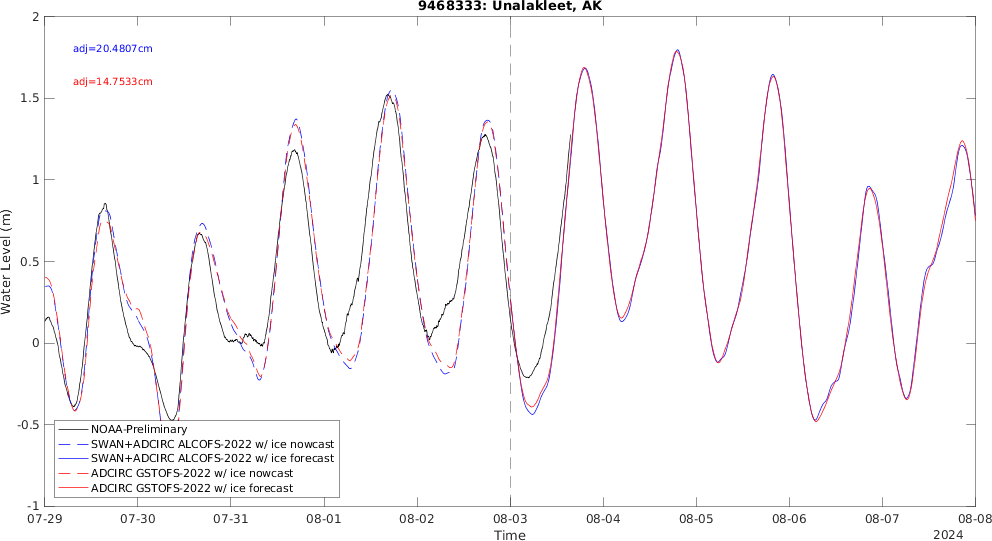 9468333: Unalakleet, AK
adj=20.4807cm
adj=14.7533cm
Water Level (m)
2
1.5
1
0.5
0
-0.5
-1
NOAA-Preliminary
SWAN+ADCIRC ALCOFS-2022 w/ ice nowcast
SWAN+ADCIRC ALCOFS-2022 w/ ice forecast
ADCIRC GSTOFS-2022 w/ ice nowcast
ADCIRC GSTOFS-2022 w/ ice forecast
07-29 07-30 07-31 08-01 08-02 08-03 08-04 08-05 08-06 08-07 08-08
Time
2024